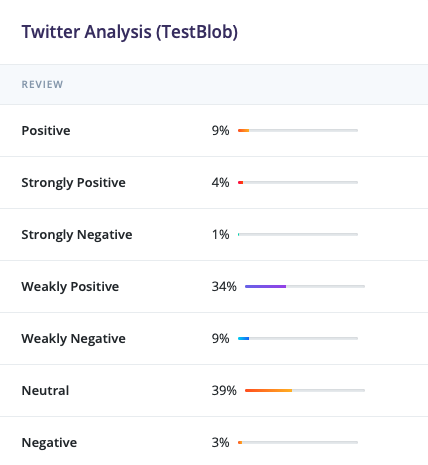 Twitter Analysis (TestBlob)
REVIEW
Positive 9%
Strongly Positive 4%
Strongly Negative 1%
Weakly Positive 34%
Weakly Negative 9%
Neutral 39%
Negative 3%